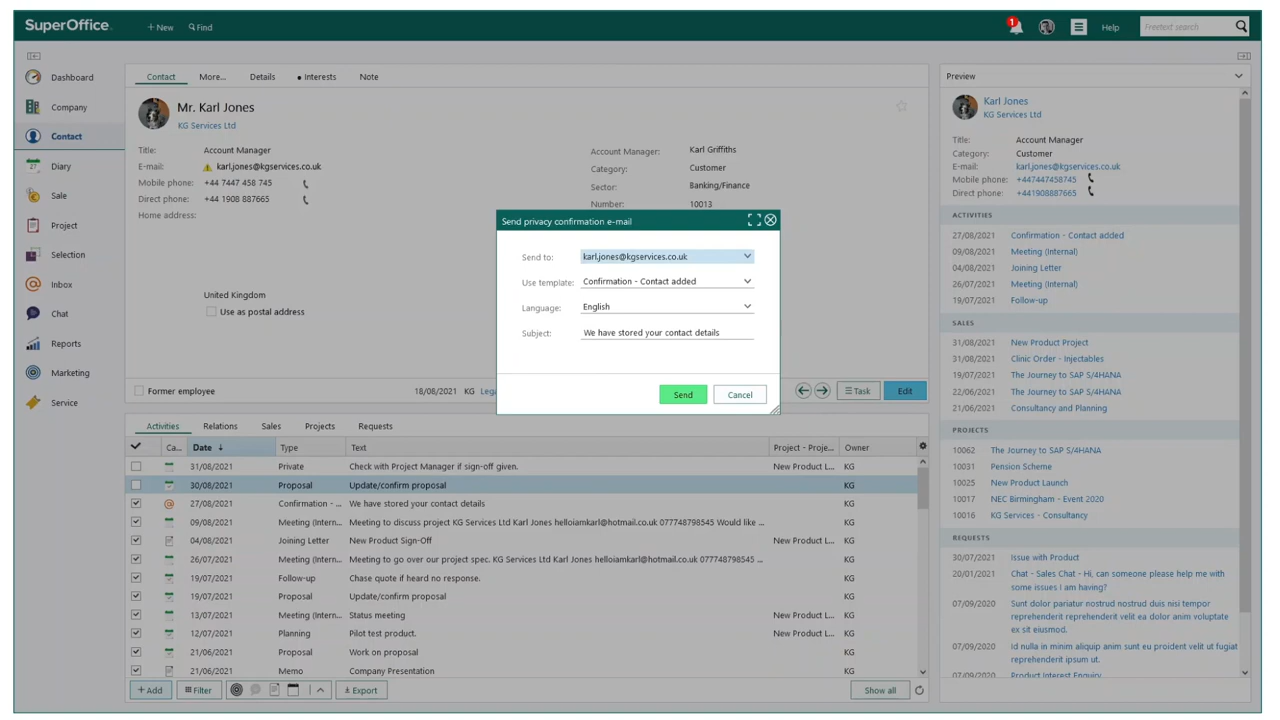 SuperOffice
+ New Find
1
Help
Freetext search
Dashboard
Company
Contact
27 Diary
Sale
Project
Selection
Inbox
Chat
Reports
Marketing
Service
Contact More... Details • Interests Note
Mr. Karl Jones
KG Services Ltd
Title: Account Manager
E-mail: karl.jones@kgservices.co.uk
Mobile phone: +44 7447 458 745
Direct phone: +44 1908 887665
Home address:
United Kingdom
Use as postal address
Account Manager: Karl Griffiths
Category: Customer
Sector: Banking/Finance
Number: 10013
Former employee
18/08/2021 KG Lega
Task
Edit
Send privacy confirmation e-mail
Send to: karl.jones@kgservices.co.uk
Use template: Confirmation - Contact added
Language: English
Subject: We have stored your contact details
Send
Cancel
Activities Relations Sales Projects Requests
Ca... Date ↓ Type Text Project - Proje... Owner
31/08/2021 Private Check with Project Manager if sign-off given. New Product L... KG
30/08/2021 Proposal Update/confirm proposal KG
27/08/2021 Confirmation - ... We have stored your contact details KG
09/08/2021 Meeting (Intern... Meeting to discuss project KG Services Ltd Karl Jones helloiamkarl@hotmail.co.uk 077748798545 Would like ... KG
04/08/2021 Joining Letter New Product Sign-Off New Product L... KG
26/07/2021 Meeting (Intern... Meeting to go over our project spec. KG Services Ltd Karl Jones helloiamkarl@hotmail.co.uk 077748798545 ... KG
19/07/2021 Follow-up Chase quote if heard no response. KG
19/07/2021 Proposal Update/confirm proposal KG
13/07/2021 Meeting (Intern... Status meeting New Product L... KG
12/07/2021 Planning Pilot test product. New Product L... KG
21/06/2021 Proposal Work on proposal KG
21/06/2021 Memo Company Presentation KG
+ Add Filter Export Show all
Preview
Karl Jones
KG Services Ltd
Title: Account Manager
Category: Customer
E-mail: karl.jones@kgservices.co.uk
Mobile phone: +447447458745
Direct phone: +441908887665
ACTIVITIES
27/08/2021 Confirmation - Contact added
09/08/2021 Meeting (Internal)
04/08/2021 Joining Letter
26/07/2021 Meeting (Internal)
19/07/2021 Follow-up
SALES
31/08/2021 New Product Project
31/08/2021 Clinic Order - Injectables
19/07/2021 The Journey to SAP S/4HANA
22/06/2021 The Journey to SAP S/4HANA
21/06/2021 Consultancy and Planning
PROJECTS
10062 The Journey to SAP S/4HANA
10031 Pension Scheme
10025 New Product Launch
10017 NEC Birmingham - Event 2020
10016 KG Services - Consultancy
REQUESTS
30/07/2021 Issue with Product
20/01/2021 Chat - Sales Chat - Hi, can someone please help me with
some issues I am having?
07/09/2020 Sunt dolor pariatur nostrud nostrud duis nisi tempor
reprehenderit reprehenderit velit ea dolor anim voluptate
ex sit eiusmod.
07/09/2020 Id nulla in minim aliquip anim sunt eu proident velit ut fugiat
reprehenderit ipsum ut.
07/09/2020 Product Interest Enquiry